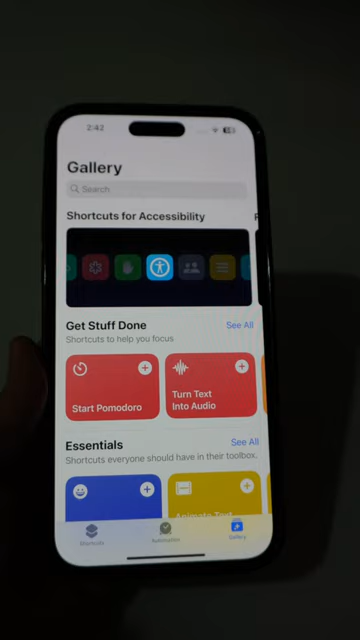 2:42
Gallery
Search
Shortcuts for Accessibility
Get Stuff Done
See All
Shortcuts to help you focus
Start Pomodoro
Turn Text
Into Audio
Essentials
See All
Shortcuts everyone should have in their toolbox.
Animate Text
Shortcuts
Automation
Gallery